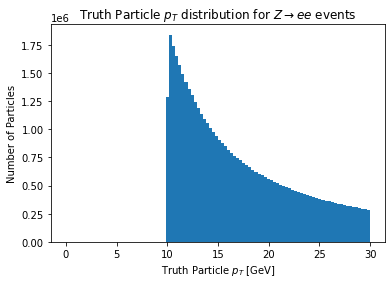 Truth Particle $p_T$ distribution for $Z \rightarrow ee$ events
1e6
1.75
1.50
1.25
1.00
0.75
0.50
0.25
0.00
Number of Particles
0 5 10 15 20 25 30
Truth Particle $p_T$ [GeV]